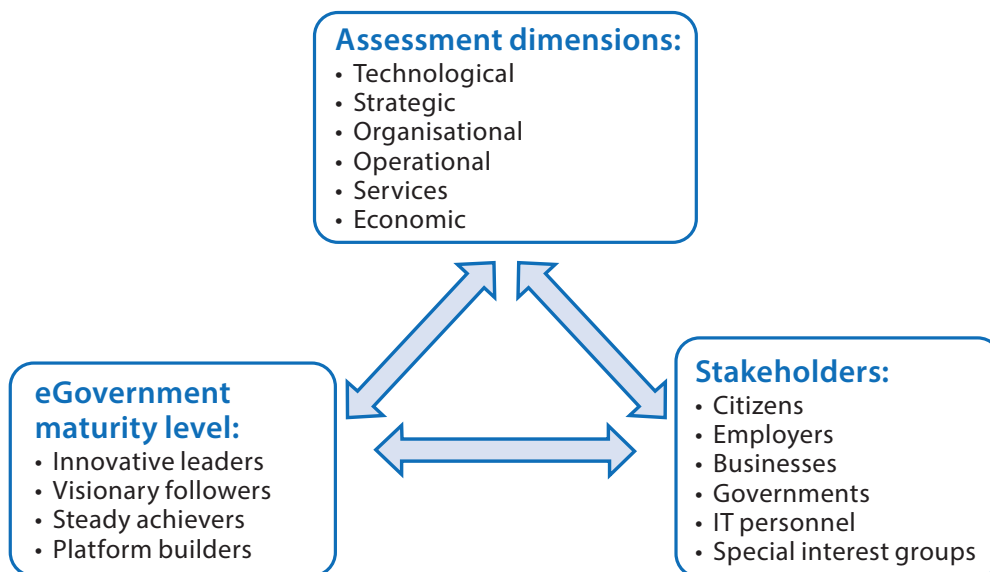 Assessment dimensions:
• Technological
• Strategic
• Organisational
• Operational
• Services
• Economic
eGovernment
maturity level:
• Innovative leaders
• Visionary followers
• Steady achievers
• Platform builders
Stakeholders:
• Citizens
• Employers
• Businesses
• Governments
• IT personnel
• Special interest groups